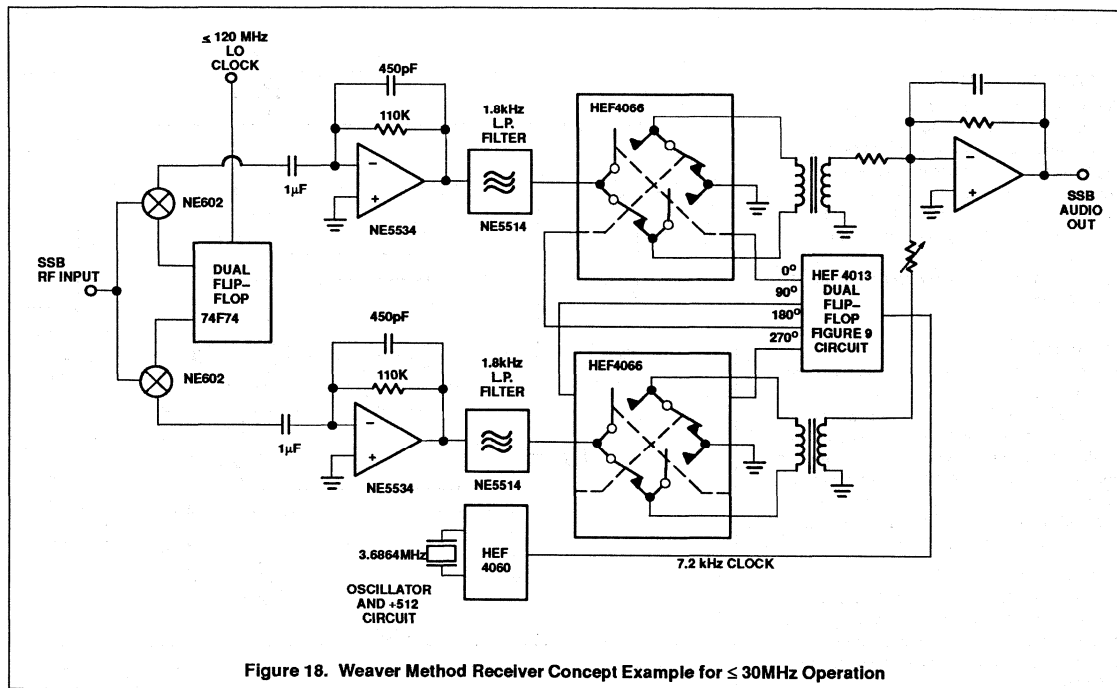 ≤ 120 MHz
LO
CLOCK
450pF
110K
1µF
−
+
NE5534
1.8kHz
L.P.
FILTER
NE5514
HEF4066
−
+
SSB
AUDIO
OUT
NE602
SSB
RF INPUT
DUAL
FLIP–
FLOP
74F74
NE602
0°
90°
180°
270°
HEF 4013
DUAL
FLIP–
FLOP
FIGURE 9
CIRCUIT
450pF
110K
1µF
−
+
NE5534
1.8kHz
L.P.
FILTER
NE5514
HEF4066
3.6864MHz
HEF
4060
7.2 kHz CLOCK
OSCILLATOR
AND +512
CIRCUIT
Figure 18. Weaver Method Receiver Concept Example for ≤ 30MHz Operation